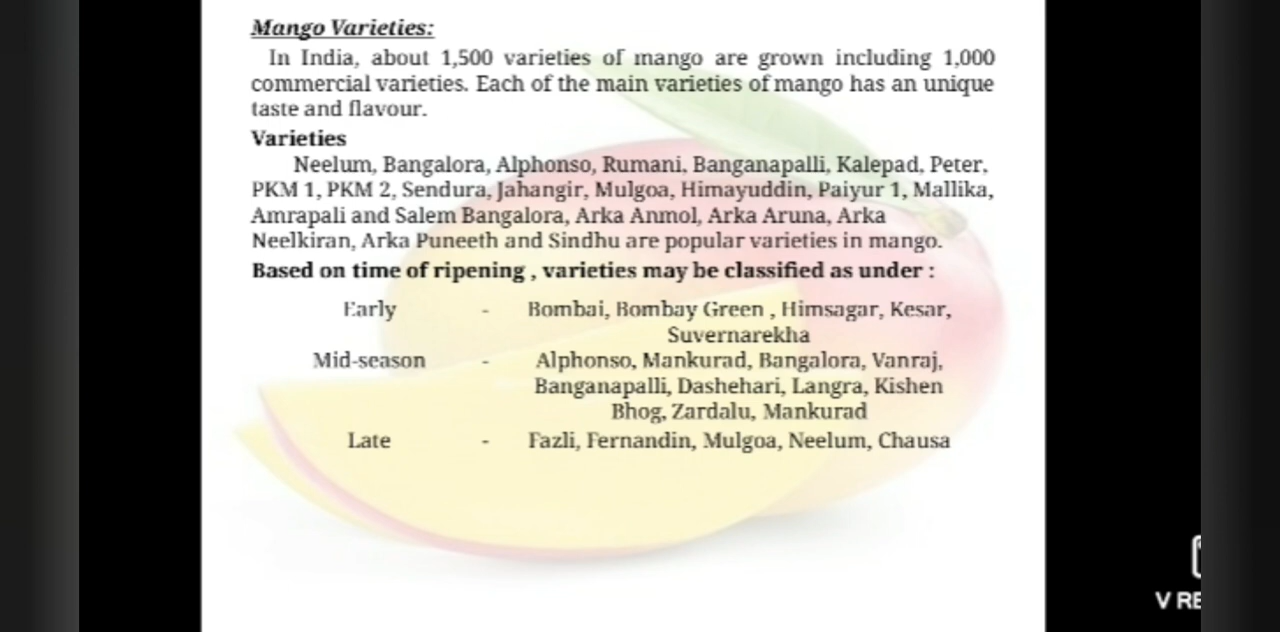 Mango Varieties:
In India, about 1,500 varieties of mango are grown including 1,000
commercial varieties. Each of the main varieties of mango has an unique
taste and flavour.
Varieties
Neelum, Bangalora, Alphonso, Rumani, Banganapalli, Kalepad, Peter,
PKM 1, PKM 2, Sendura, Jahangir, Mulgoa, Himayuddin, Paiyur 1, Mallika,
Amrapali and Salem Bangalora, Arka Anmol, Arka Aruna, Arka
Neelkiran, Arka Puneeth and Sindhu are popular varieties in mango.
Based on time of ripening , varieties may be classified as under :
Early - Bombai, Bombay Green , Himsagar, Kesar,
Suvernarekha
Mid-season - Alphonso, Mankurad, Bangalora, Vanraj,
Banganapalli, Dashehari, Langra, Kishen
Bhog, Zardalu, Mankurad
Late - Fazli, Fernandin, Mulgoa, Neelum, Chausa